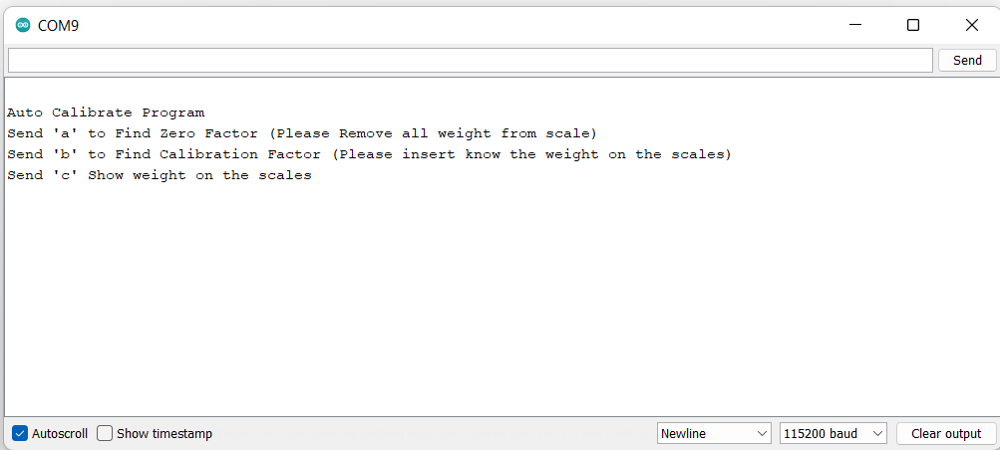 COM9
Send
Auto Calibrate Program
Send 'a' to Find Zero Factor (Please Remove all weight from scale)
Send 'b' to Find Calibration Factor (Please insert know the weight on the scales)
Send 'c' Show weight on the scales
Autoscroll Show timestamp Newline 115200 baud Clear output